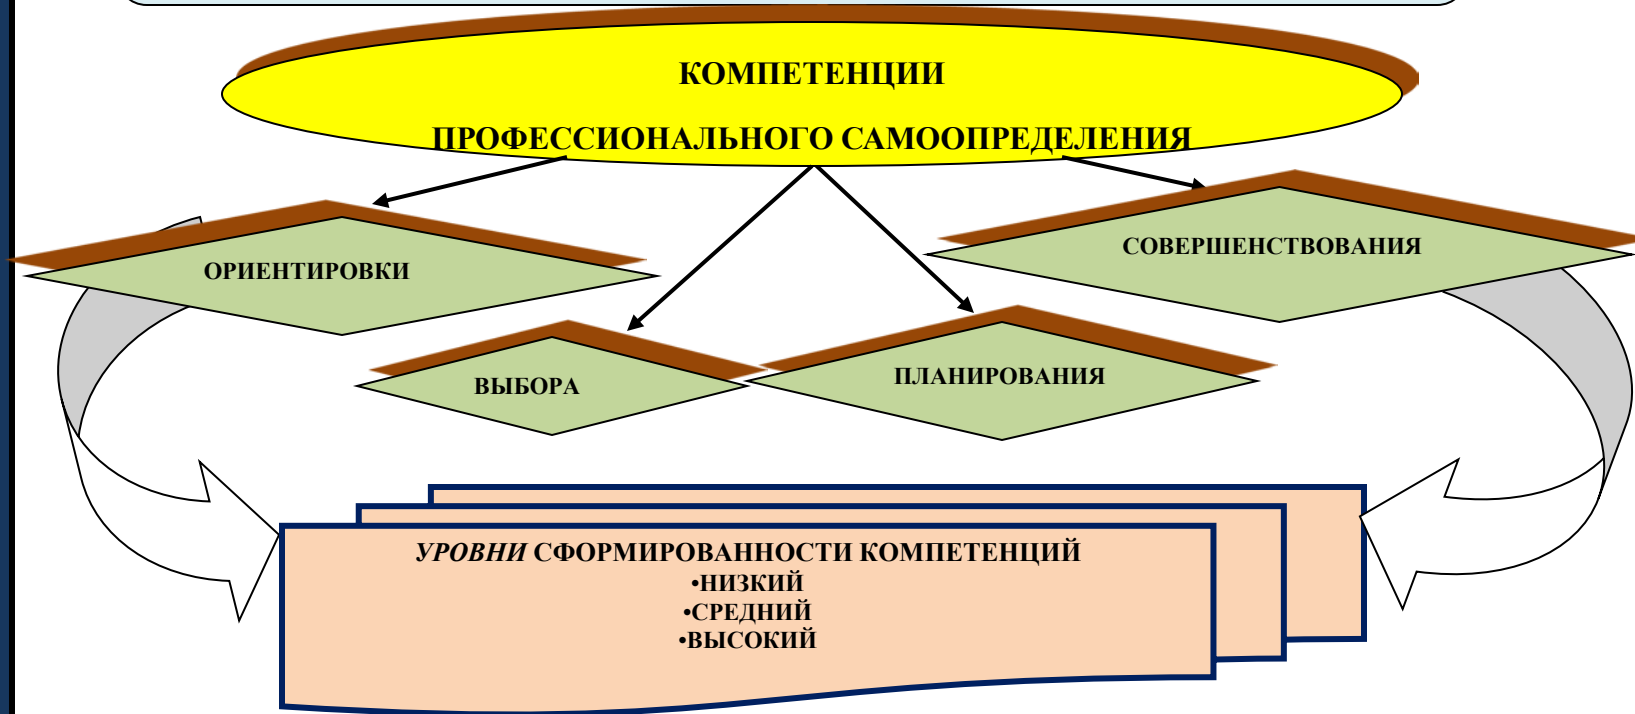 КОМПЕТЕНЦИИ
ПРОФЕССИОНАЛЬНОГО САМООПРЕДЕЛЕНИЯ
ОРИЕНТИРОВКИ
СОВЕРШЕНСТВОВАНИЯ
ВЫБОРА
ПЛАНИРОВАНИЯ
УРОВНИ СФОРМИРОВАННОСТИ КОМПЕТЕНЦИЙ
•НИЗКИЙ
•СРЕДНИЙ
•ВЫСОКИЙ